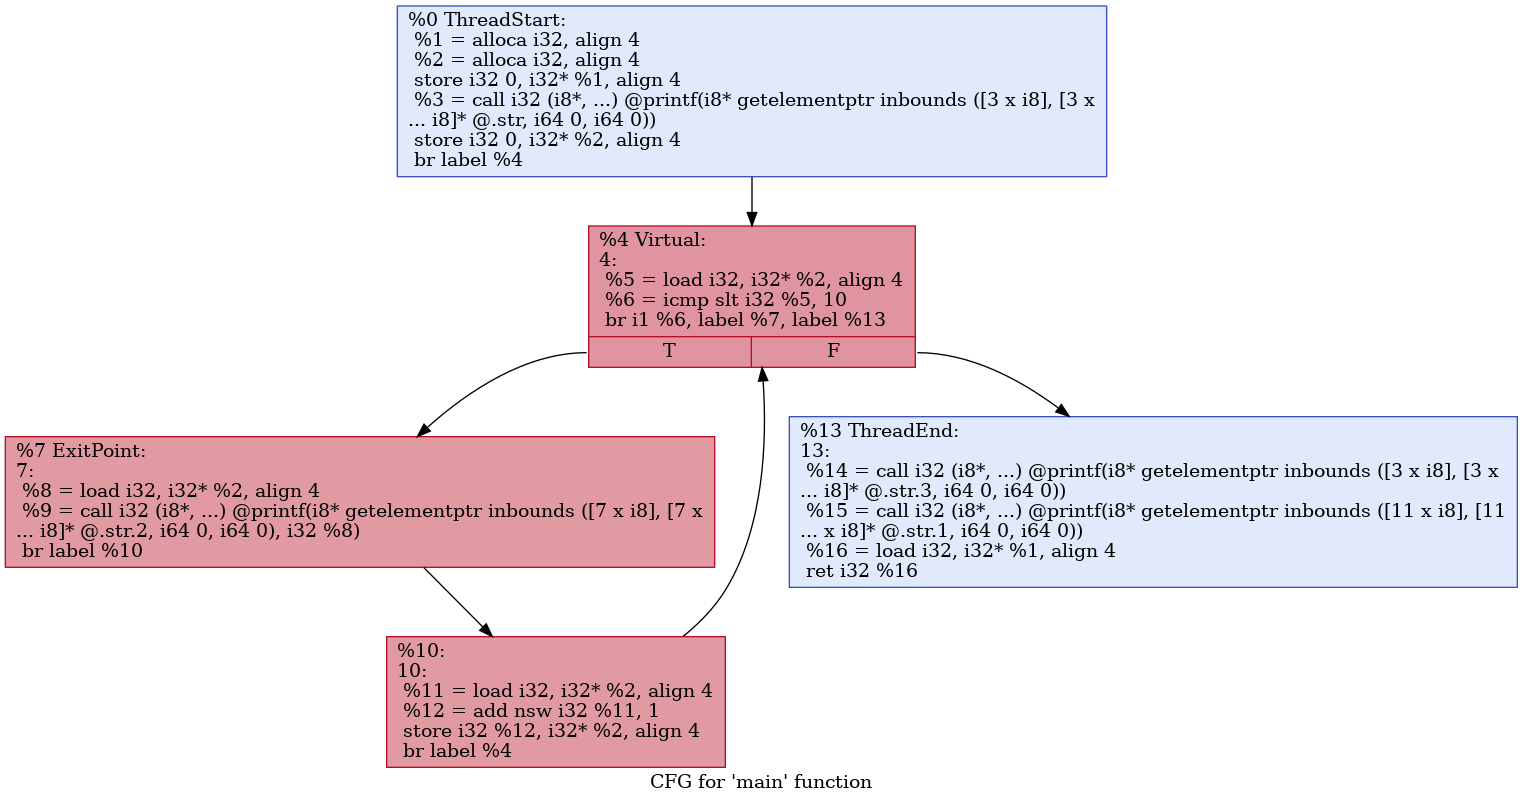 %0 ThreadStart:
%1 = alloca i32, align 4
%2 = alloca i32, align 4
store i32 0, i32* %1, align 4
%3 = call i32 (i8*, ...) @printf(i8* getelementptr inbounds ([3 x i8], [3 x
... i8]* @.str, i64 0, i64 0))
store i32 0, i32* %2, align 4
br label %4
%4 Virtual:
4:
%5 = load i32, i32* %2, align 4
%6 = icmp slt i32 %5, 10
br i1 %6, label %7, label %13
T
F
%7 ExitPoint:
7:
%8 = load i32, i32* %2, align 4
%9 = call i32 (i8*, ...) @printf(i8* getelementptr inbounds ([7 x i8], [7 x
... i8]* @.str.2, i64 0, i64 0), i32 %8)
br label %10
%13 ThreadEnd:
13:
%14 = call i32 (i8*, ...) @printf(i8* getelementptr inbounds ([3 x i8], [3 x
... i8]* @.str.3, i64 0, i64 0))
%15 = call i32 (i8*, ...) @printf(i8* getelementptr inbounds ([11 x i8], [11
... x i8]* @.str.1, i64 0, i64 0))
%16 = load i32, i32* %1, align 4
ret i32 %16
%10:
10:
%11 = load i32, i32* %2, align 4
%12 = add nsw i32 %11, 1
store i32 %12, i32* %2, align 4
br label %4
CFG for 'main' function